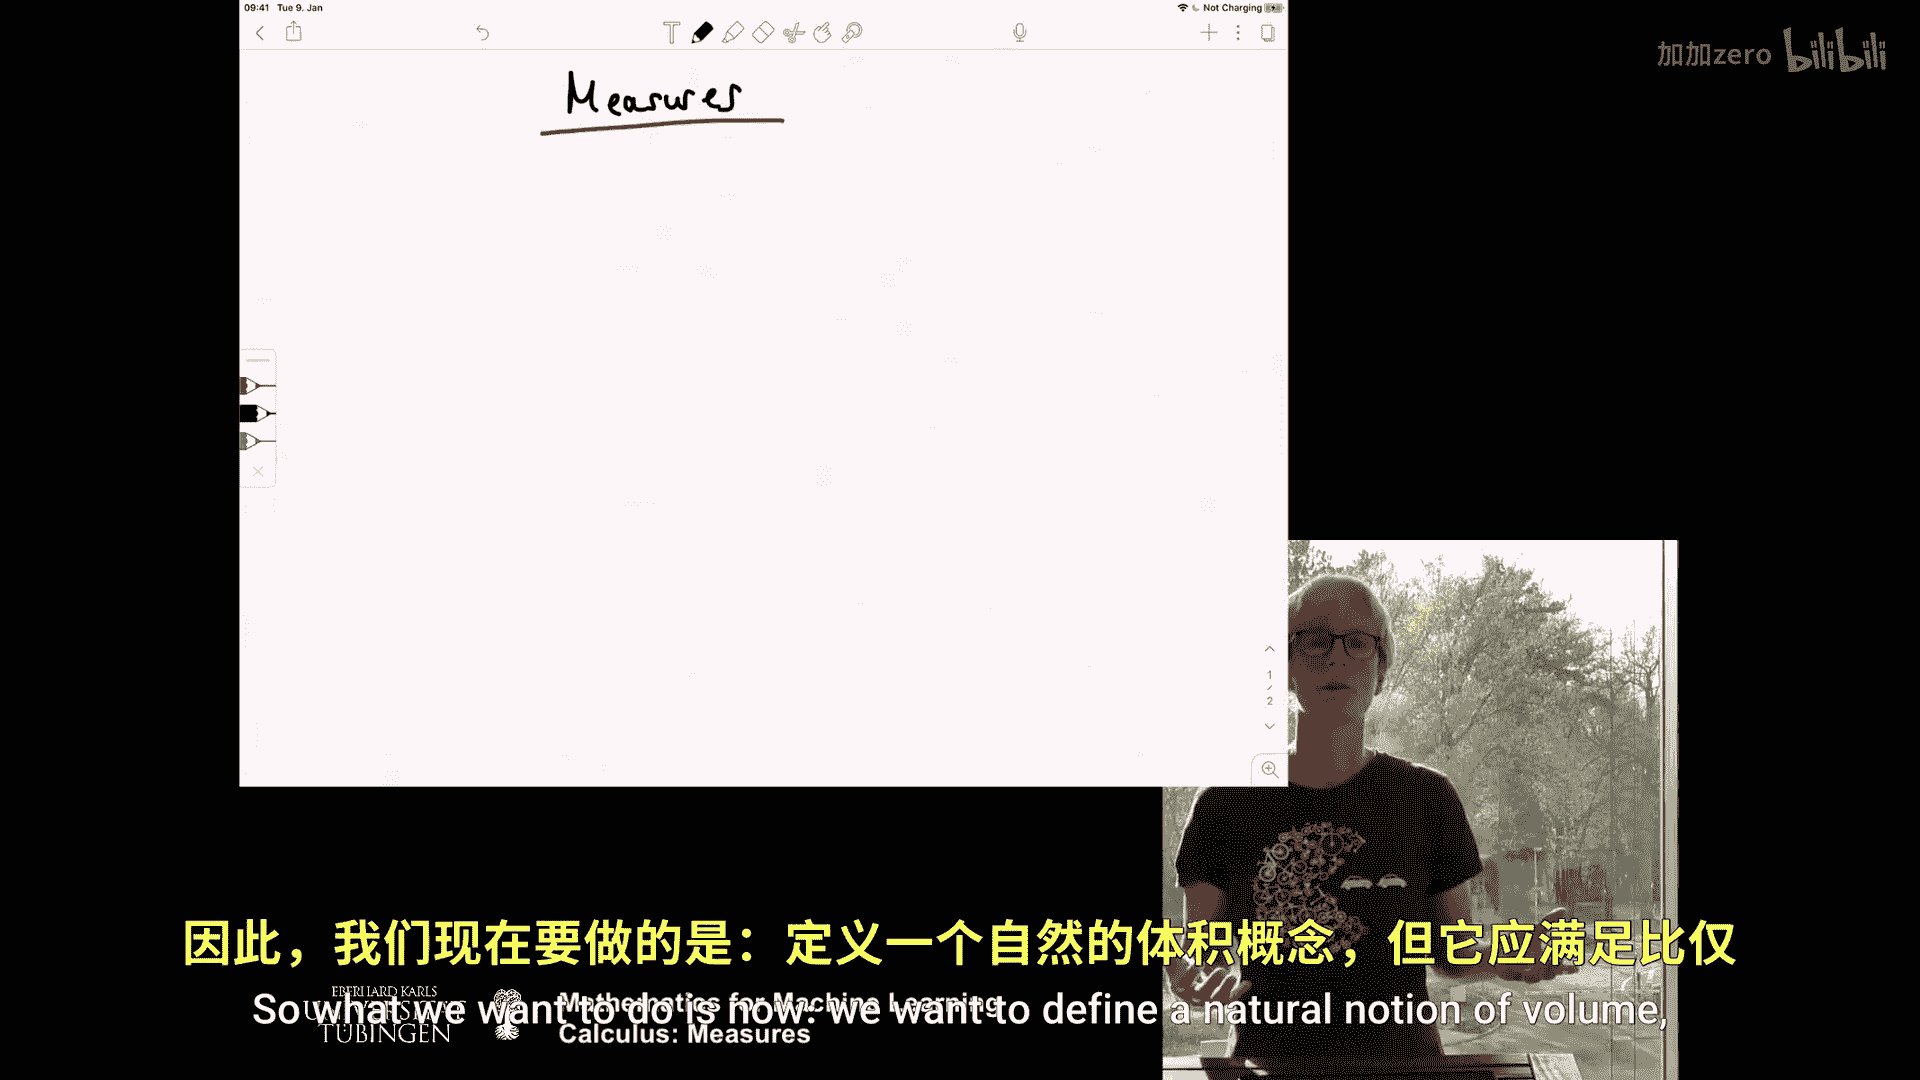 09:41 Tue 9. Jan
Not Charging
加加zero bilibili
Measures
1
2
因此，我们现在要做的是：定义一个自然的体积概念，但它应满足比仅
So what we want to do is now: we want to define a natural notion of volume,
EBERHARD KARLS
UNIVERSITÄT
TÜBINGEN
Mathematics for Machine Learning
Calculus: Measures